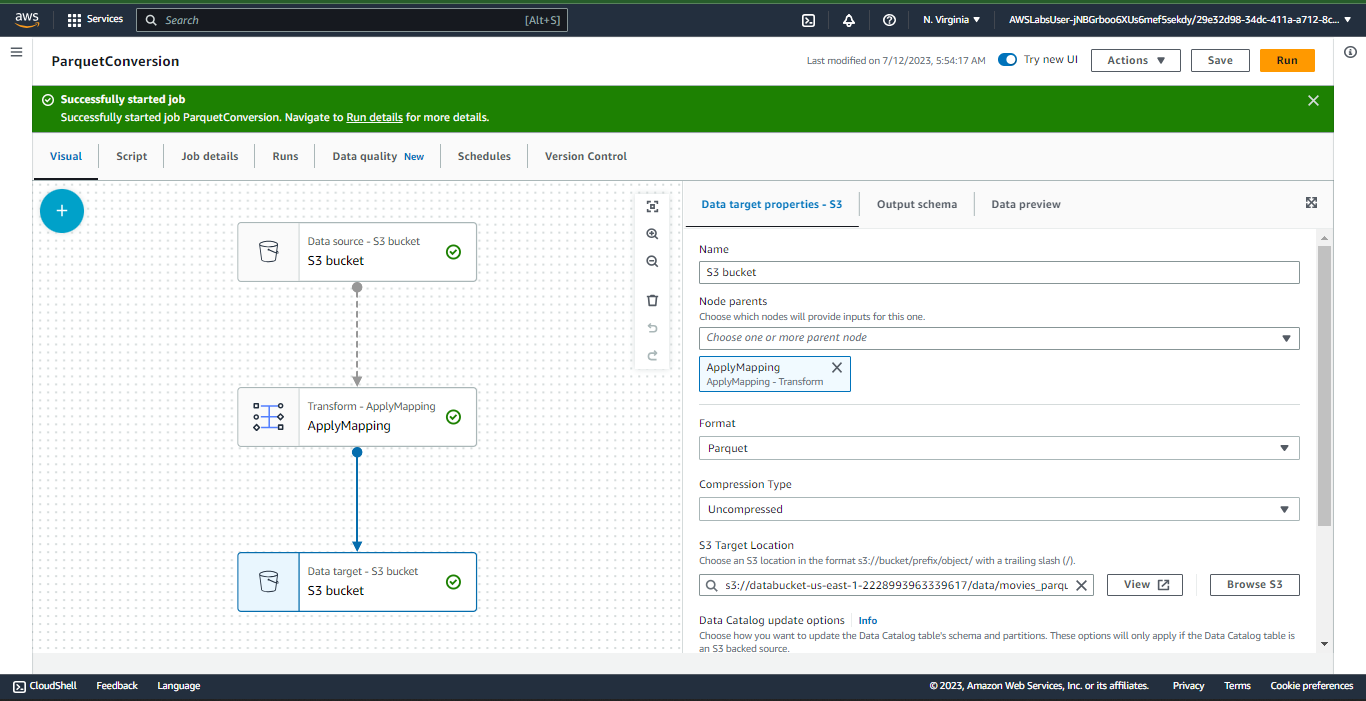 aws
Services
Search
[Alt+S]
N. Virginia
AWSLabsUser-jNBGrboo6XUs6mef5sekdy/29e32d98-34dc-411a-a712-8c...
ParquetConversion
Last modified on 7/12/2023, 5:54:17 AM
Try new UI
Actions
Save
Run
Successfully started job
Successfully started job ParquetConversion. Navigate to Run details for more details.
Visual
Script
Job details
Runs
Data quality New
Schedules
Version Control
Data source - S3 bucket
S3 bucket
Transform - ApplyMapping
ApplyMapping
Data target - S3 bucket
S3 bucket
Data target properties - S3
Output schema
Data preview
Name
S3 bucket
Node parents
Choose which nodes will provide inputs for this one.
Choose one or more parent node
ApplyMapping
ApplyMapping - Transform
Format
Parquet
Compression Type
Uncompressed
S3 Target Location
Choose an S3 location in the format s3://bucket/prefix/object/ with a trailing slash (/).
s3://databucket-us-east-1-2228993963339617/data/movies_parqu
View
Browse S3
Data Catalog update options
Info
Choose how you want to update the Data Catalog table's schema and partitions. These options will only apply if the Data Catalog table is
an S3 backed source.
CloudShell
Feedback
Language
© 2023, Amazon Web Services, Inc. or its affiliates.
Privacy
Terms
Cookie preferences